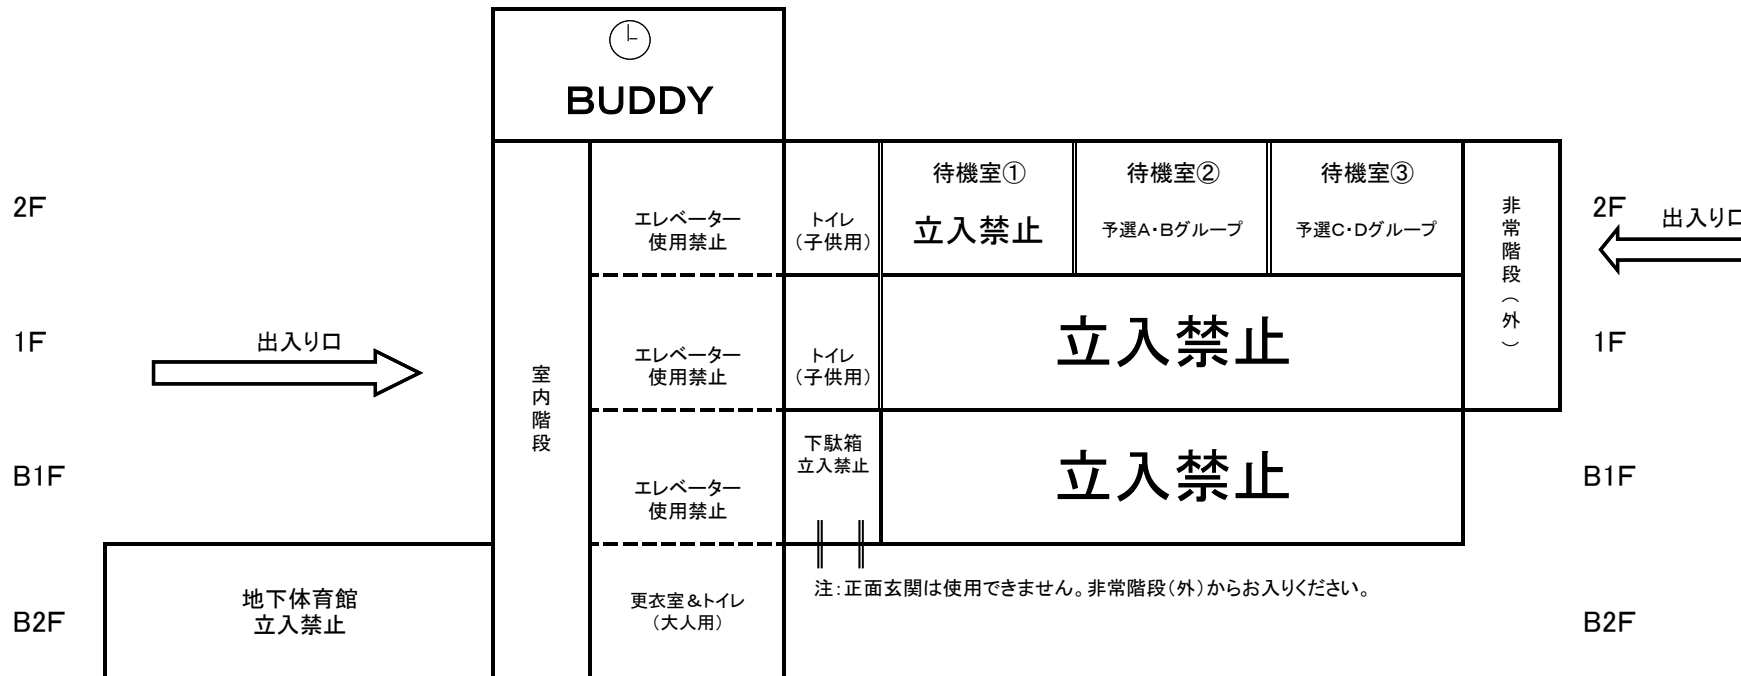 BUDDY
2F
エレベーター
使用禁止
トイレ
(子供用)
待機室①
立入禁止
待機室②
予選A・Bグループ
待機室③
予選C・Dグループ
非常階段(外)
2F
出入り口
1F
出入り口
室内階段
エレベーター
使用禁止
トイレ
(子供用)
立入禁止
1F
B1F
エレベーター
使用禁止
下駄箱
立入禁止
立入禁止
B1F
B2F
地下体育館
立入禁止
更衣室&トイレ
(大人用)
注:正面玄関は使用できません。非常階段(外)からお入りください。
B2F